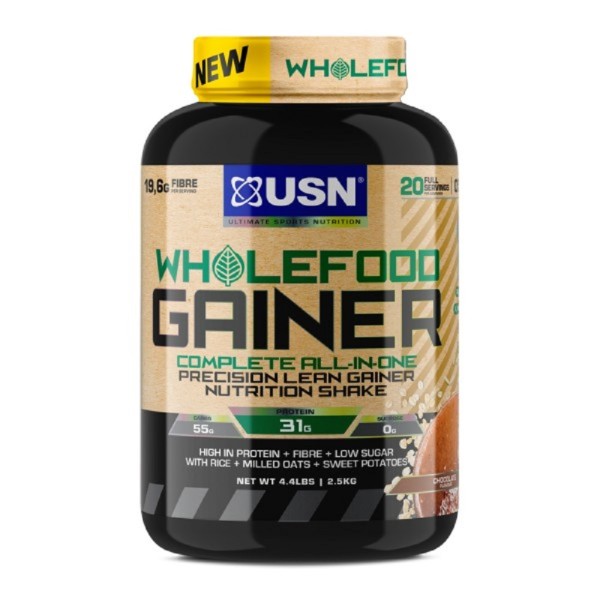 NEW
WHOLEFO
19,6G FIBRE
PER SERVING
20 FULL SERVINGS
USN®
ULTIMATE SPORTS NUTRITION
WHOLEFOOD
GAINER
COMPLETE ALL-IN-ONE
PRECISION LEAN GAINER
NUTRITION SHAKE
PROTEIN
55G 31G 0G
HIGH IN PROTEIN + FIBRE + LOW SUGAR
WITH RICE + MILLED OATS + SWEET POTATOES
NET WT 4.4LBS | 2.5KG
CHOCOLATE